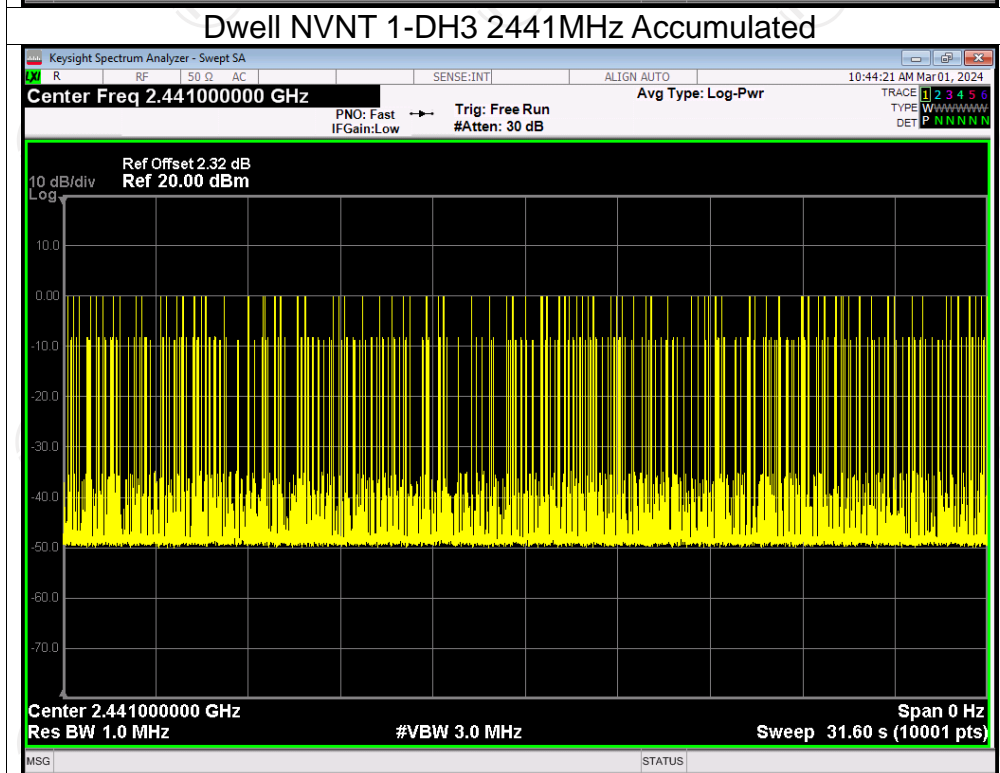 Dwell NVNT 1-DH3 2441MHz Accumulated
Keysight Spectrum Analyzer - Swept SA
LXI R RF 50 Ω AC SENSE:INT ALIGN AUTO 10:44:21 AM Mar 01, 2024
Center Freq 2.441000000 GHz Avg Type: Log-Pwr TRACE 1 2 3 4 5 6
PNO: Fast Trig: Free Run TYPE WWWWWW
IFGain:Low #Atten: 30 dB DET P N N N N N
Ref Offset 2.32 dB
10 dB/div Ref 20.00 dBm
Log
10.0
0.00
-10.0
-20.0
-30.0
-40.0
-50.0
-60.0
-70.0
Center 2.441000000 GHz Span 0 Hz
Res BW 1.0 MHz #VBW 3.0 MHz Sweep 31.60 s (10001 pts)
MSG STATUS